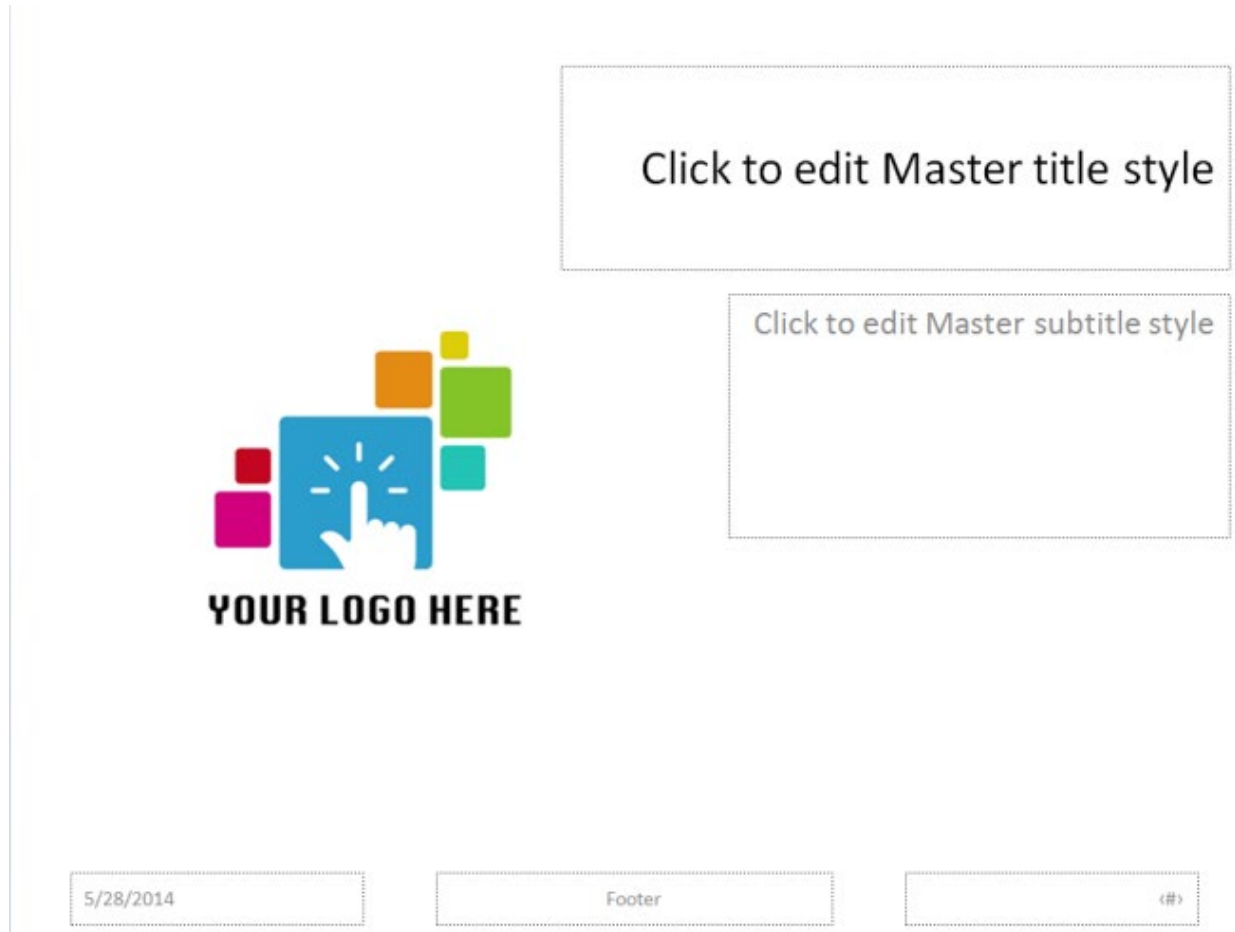 Click to edit Master title style
Click to edit Master subtitle style
YOUR LOGO HERE
5/28/2014
Footer
‹#›